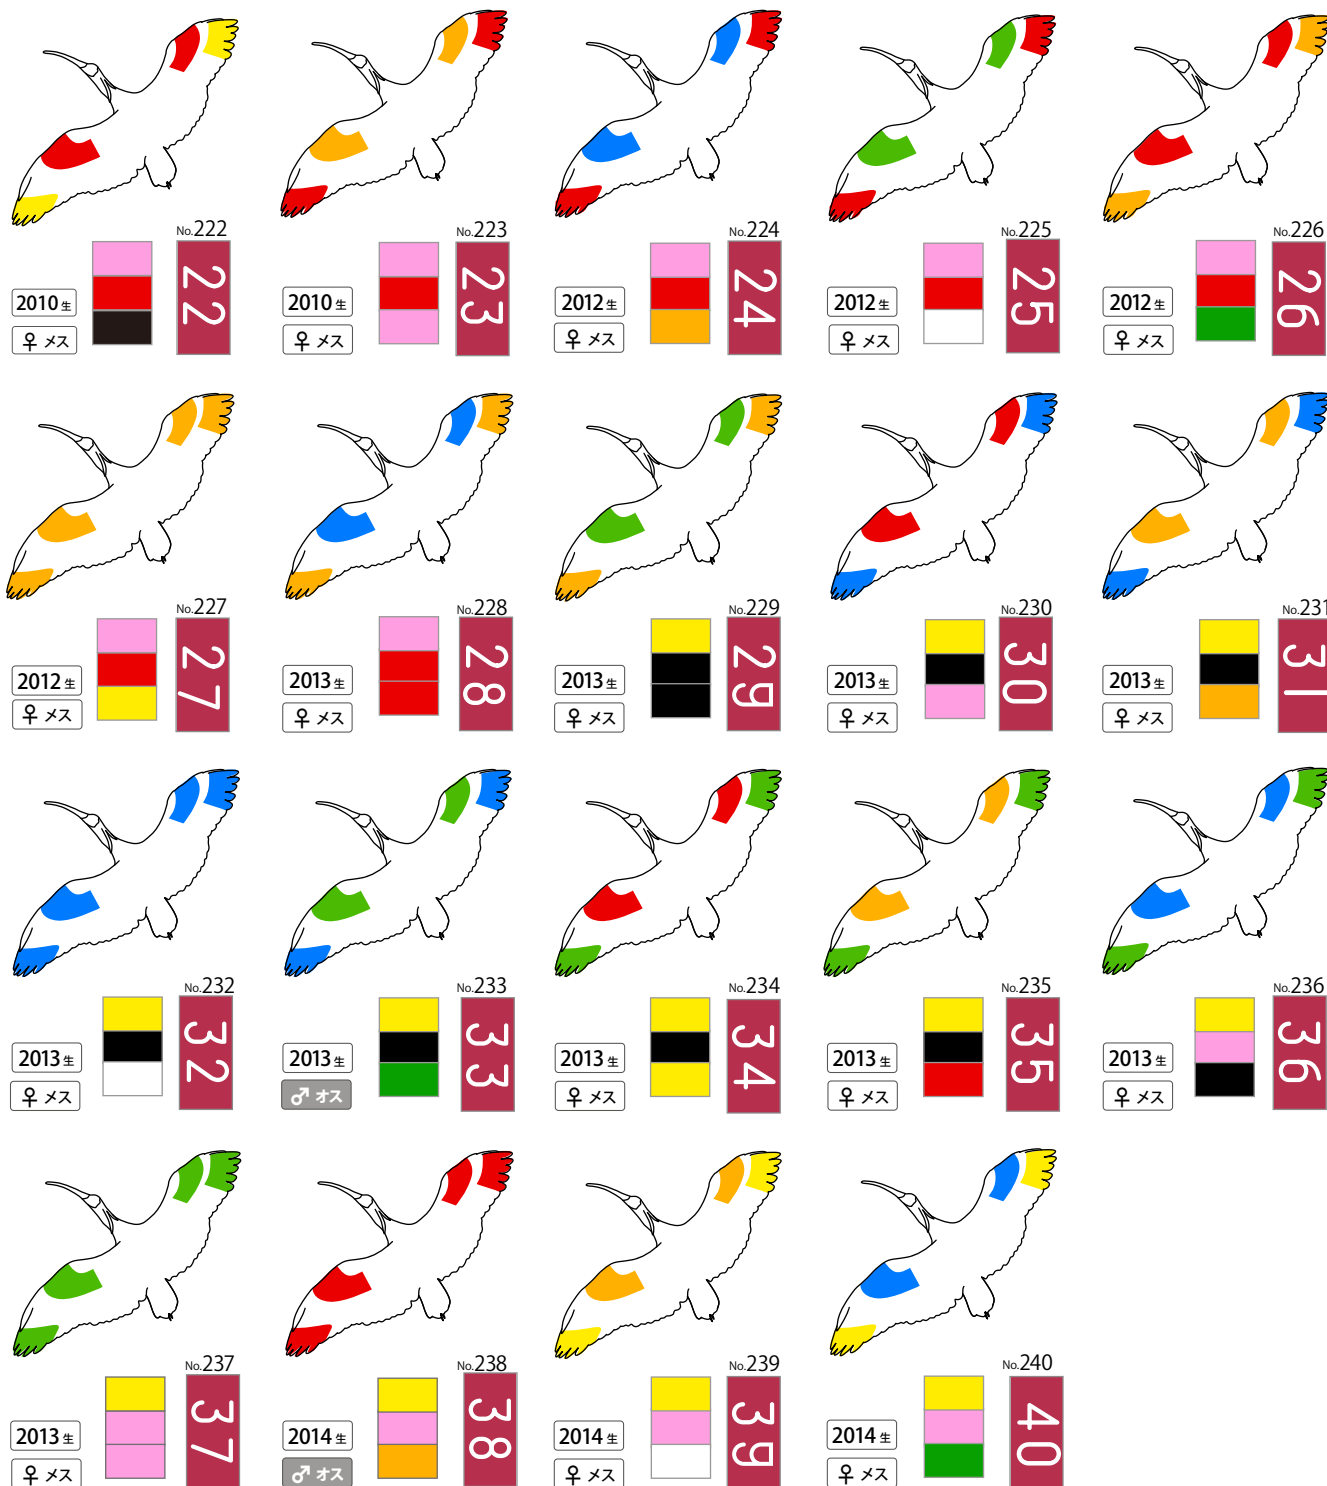 No.222
22
2010生
♀ メス
No.223
23
2010生
♀ メス
No.224
24
2012生
♀ メス
No.225
25
2012生
♀ メス
No.226
26
2012生
♀ メス
No.227
27
2012生
♀ メス
No.228
28
2013生
♀ メス
No.229
29
2013生
♀ メス
No.230
30
2013生
♀ メス
No.231
31
2013生
♀ メス
No.232
32
2013生
♀ メス
No.233
33
2013生
♂ オス
No.234
34
2013生
♀ メス
No.235
35
2013生
♀ メス
No.236
36
2013生
♀ メス
No.237
37
2013生
♀ メス
No.238
38
2014生
♂ オス
No.239
39
2014生
♀ メス
No.240
40
2014生
♀ メス